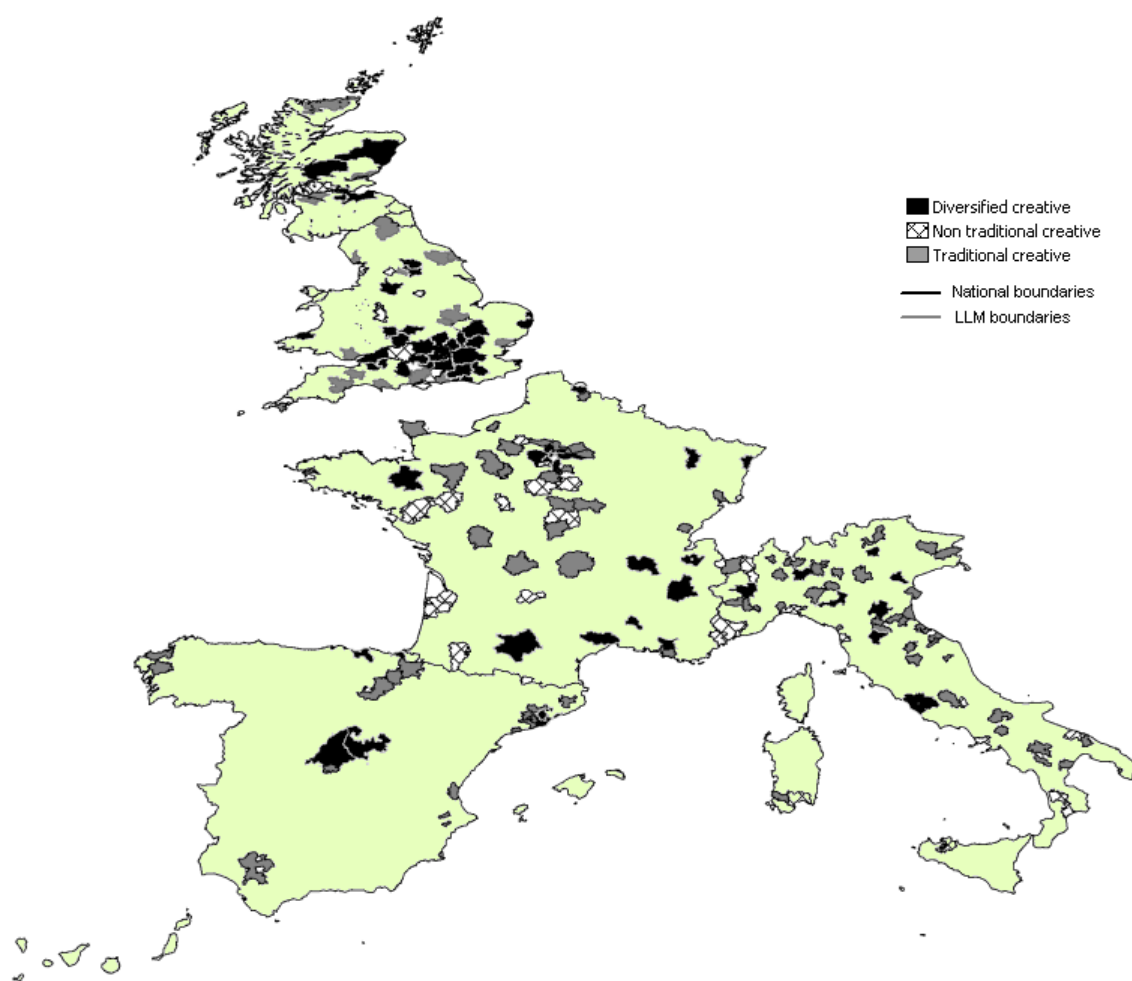 Diversified creative
Non traditional creative
Traditional creative
National boundaries
LLM boundaries